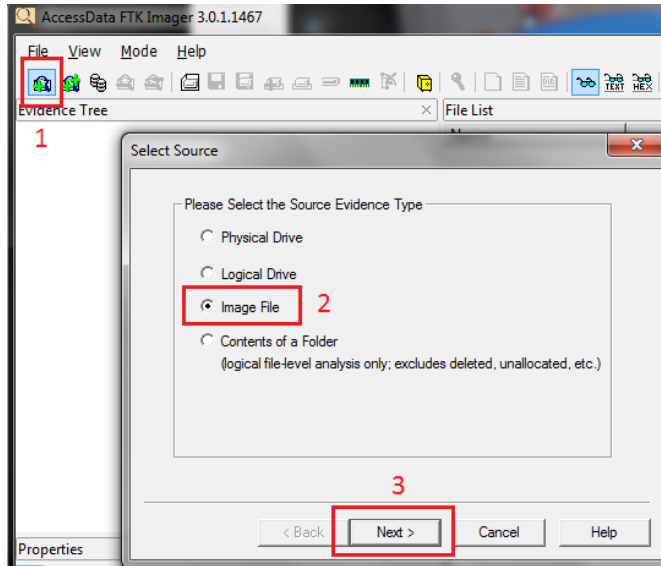 AccessData FTK Imager 3.0.1.1467
File View Mode Help
TEXT HEX
Evidence Tree
File List
1
Select Source
Please Select the Source Evidence Type
Physical Drive
Logical Drive
Image File 2
Contents of a Folder
(logical file-level analysis only; excludes deleted, unallocated, etc.)
3
< Back Next > Cancel Help
Properties